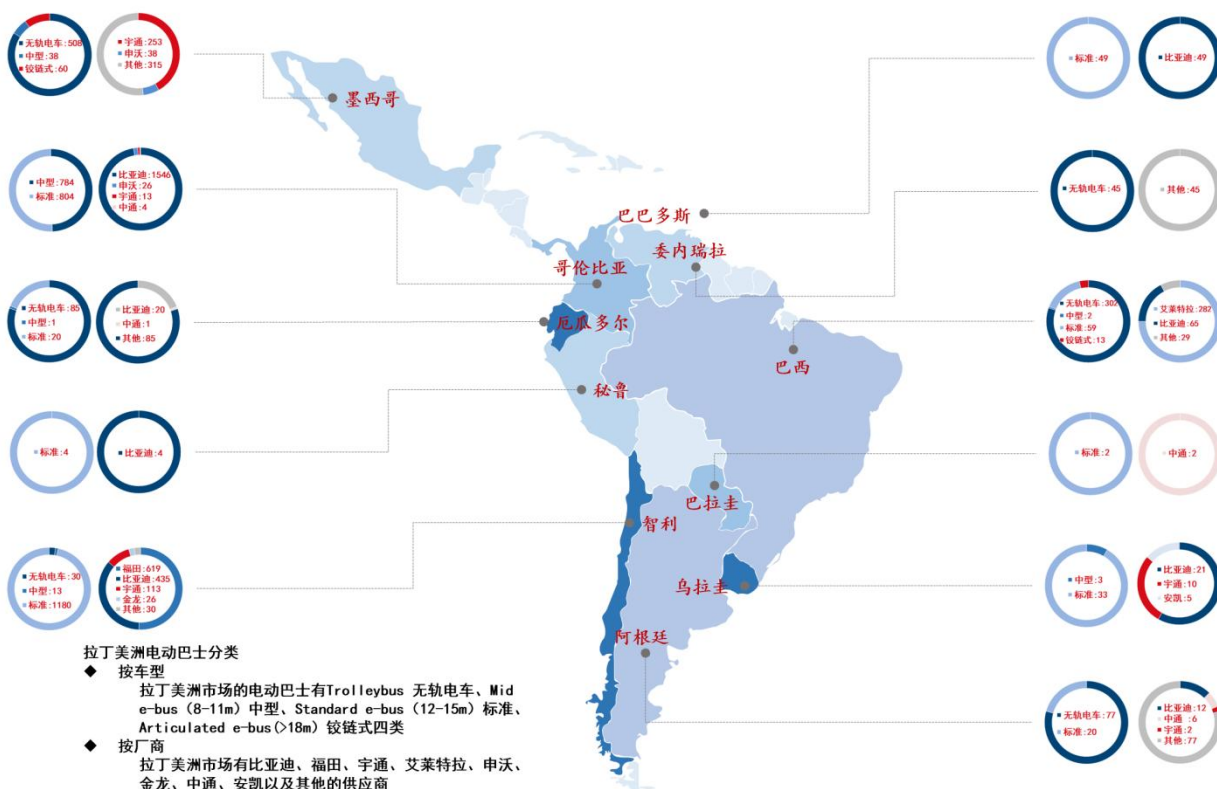 无轨电车:508
中型:38
铰链式:60
宇通:253
申沃:38
其他:315
墨西哥
标准:49
比亚迪:49
中型:784
标准:804
比亚迪:1546
申沃:26
宇通:13
中通:4
巴巴多斯
委内瑞拉
无轨电车:45
其他:45
哥伦比亚
无轨电车:85
中型:1
标准:20
比亚迪:20
中通:1
其他:85
厄瓜多尔
巴西
无轨电车:302
中型:2
标准:59
铰链式:13
艾莱特拉:282
比亚迪:65
其他:29
秘鲁
标准:4
比亚迪:4
标准:2
中通:2
巴拉圭
智利
无轨电车:30
中型:13
标准:1180
福田:619
比亚迪:435
宇通:113
金龙:26
其他:30
乌拉圭
中型:3
标准:33
比亚迪:21
宇通:10
安凯:5
阿根廷
无轨电车:77
标准:20
比亚迪:12
中通 :6
宇通:2
其他:77
拉丁美洲电动巴士分类
◆ 按车型
拉丁美洲市场的电动巴士有Trolleybus 无轨电车、Mid
e-bus（8-11m）中型、Standard e-bus（12-15m）标准、
Articulated e-bus(>18m) 铰链式四类
◆ 按厂商
拉丁美洲市场有比亚迪、福田、宇通、艾莱特拉、申沃、
金龙、中通、安凯以及其他的供应商